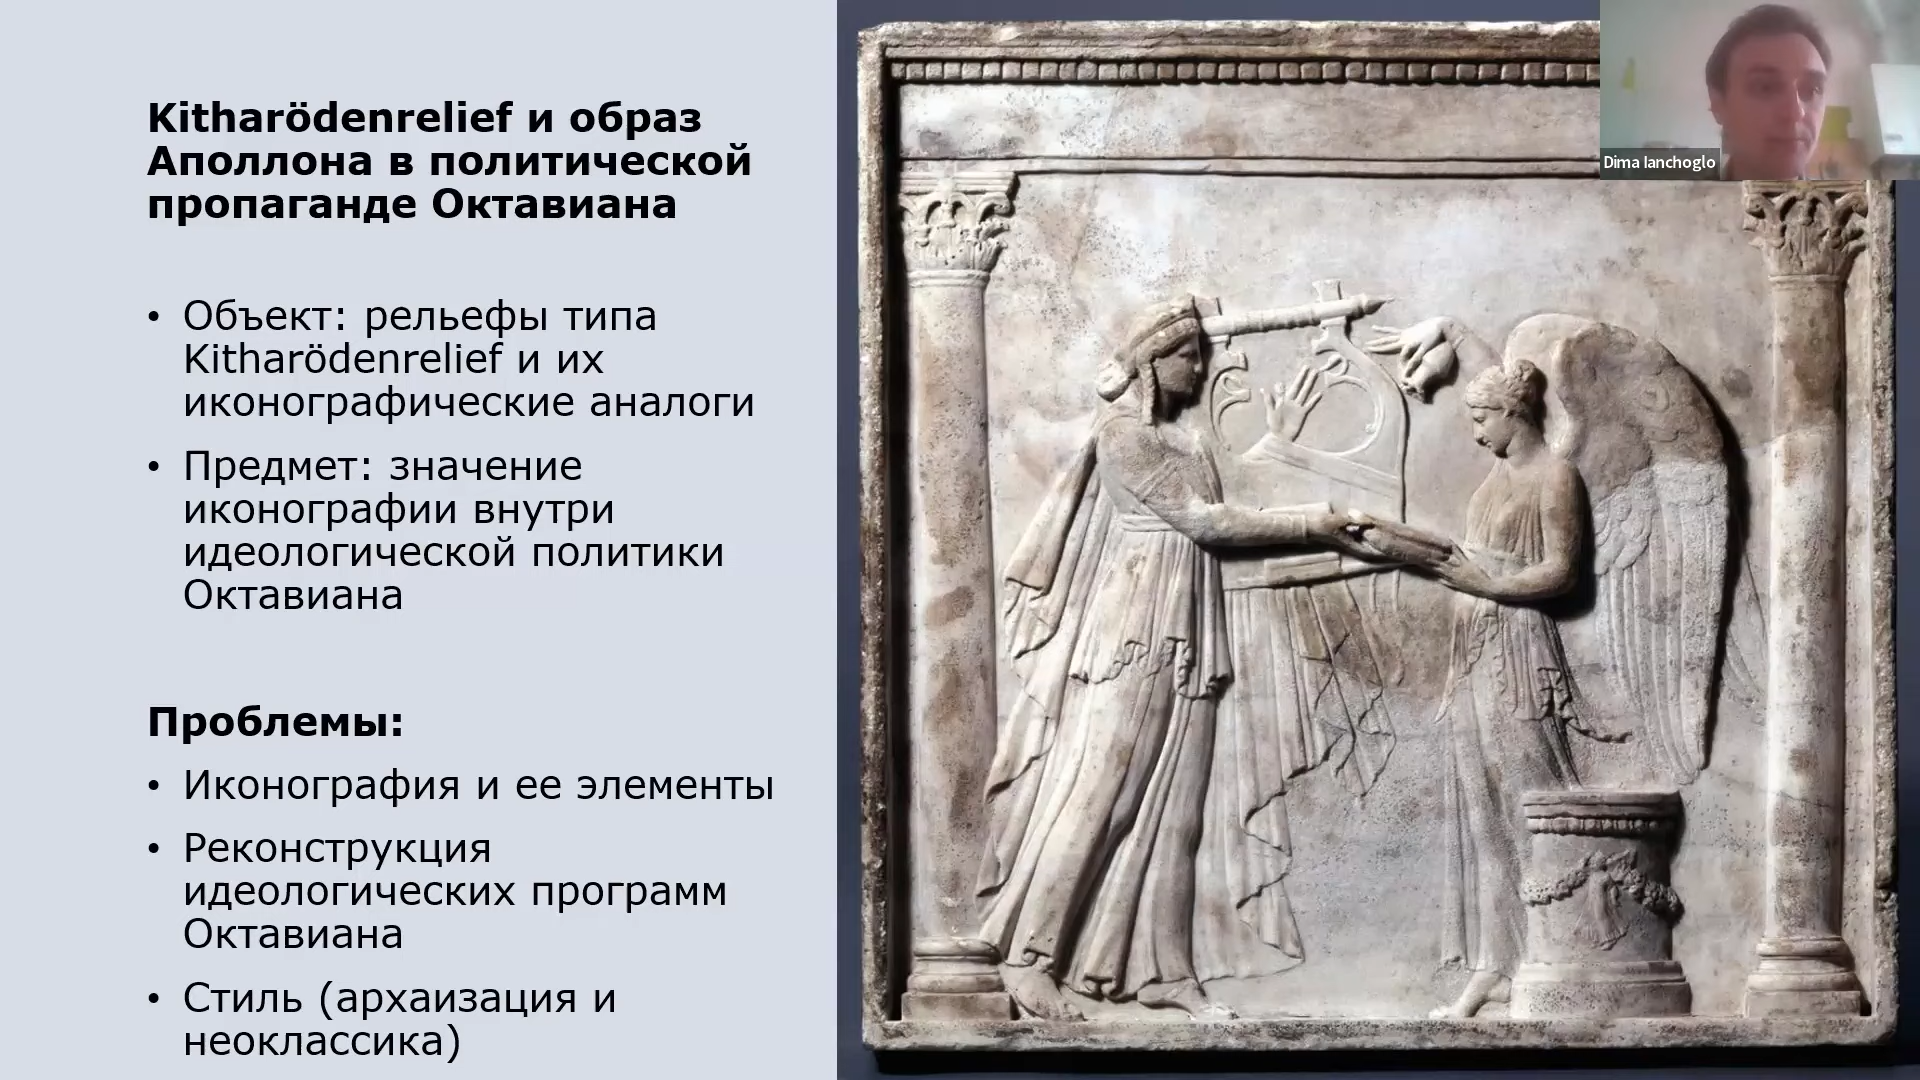 Kitharödenrelief и образ
Аполлона в политической
пропаганде Октавиана
• Объект: рельефы типа
Kitharödenrelief и их
иконографические аналоги
• Предмет: значение
иконографии внутри
идеологической политики
Октавиана
Проблемы:
• Иконография и ее элементы
• Реконструкция
идеологических программ
Октавиана
• Стиль (архаизация и
неоклассика)
Dima Ianchoglo